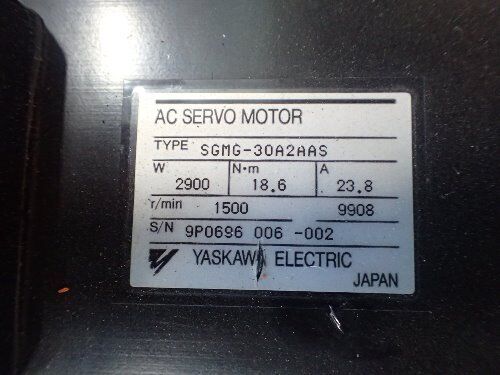 AC SERVO MOTOR
TYPE SGMG-30A2AAS
W N·m A
2900 18.6 23.8
r/min 1500 9908
S/N 9P0696 006 -002
YASKAWA ELECTRIC
JAPAN